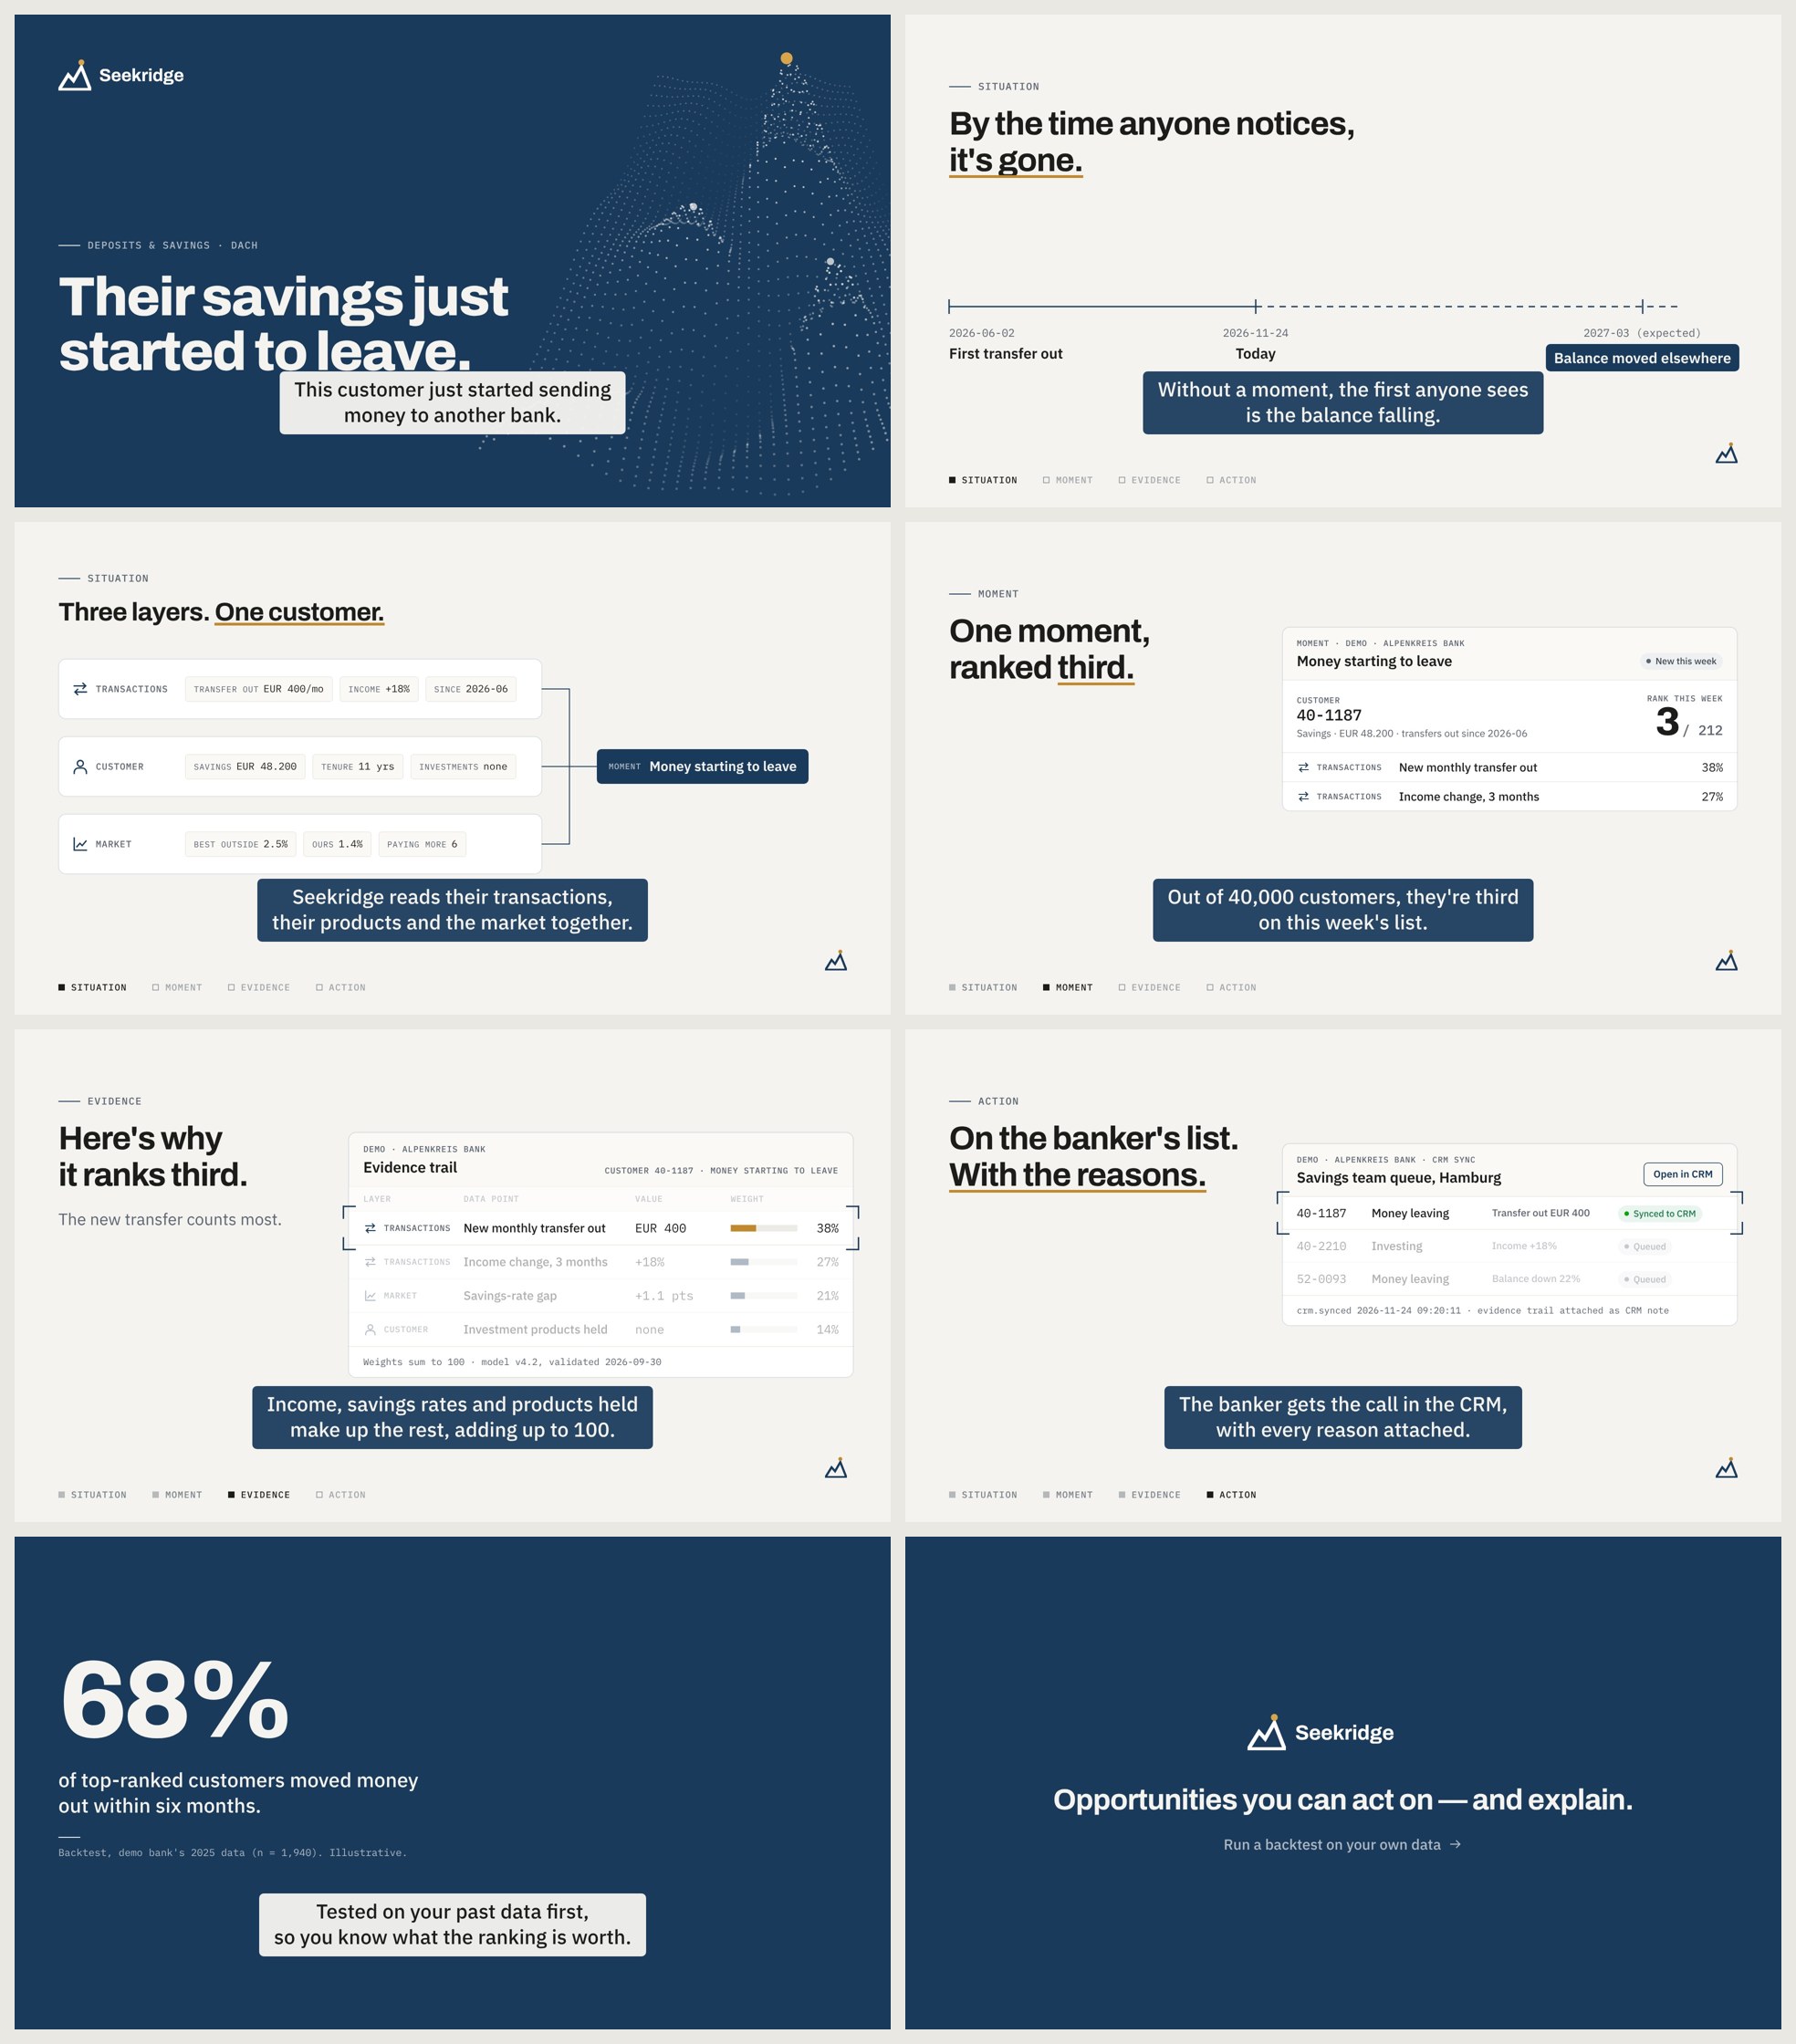 Seekridge
DEPOSITS & SAVINGS · DACH
Their savings just
started to leave.
This customer just started sending
money to another bank.
SITUATION
By the time anyone notices,
it's gone.
2026-06-02
First transfer out
2026-11-24
Today
2027-03 (expected)
Balance moved elsewhere
Without a moment, the first anyone sees
is the balance falling.
SITUATION MOMENT EVIDENCE ACTION
SITUATION
Three layers. One customer.
TRANSACTIONS TRANSFER OUT EUR 400/mo INCOME +18% SINCE 2026-06
CUSTOMER SAVINGS EUR 48.200 TENURE 11 yrs INVESTMENTS none
MOMENT Money starting to leave
MARKET BEST OUTSIDE 2.5% OURS 1.4% PAYING MORE 6
Seekridge reads their transactions,
their products and the market together.
SITUATION MOMENT EVIDENCE ACTION
MOMENT
One moment,
ranked third.
MOMENT · DEMO · ALPENKREIS BANK
Money starting to leave
New this week
CUSTOMER
40-1187
Savings · EUR 48.200 · transfers out since 2026-06
RANK THIS WEEK
3 / 212
TRANSACTIONS New monthly transfer out 38%
TRANSACTIONS Income change, 3 months 27%
Out of 40,000 customers, they're third
on this week's list.
SITUATION MOMENT EVIDENCE ACTION
EVIDENCE
Here's why
it ranks third.
The new transfer counts most.
DEMO · ALPENKREIS BANK
Evidence trail
CUSTOMER 40-1187 · MONEY STARTING TO LEAVE
LAYER DATA POINT VALUE WEIGHT
TRANSACTIONS New monthly transfer out EUR 400 38%
TRANSACTIONS Income change, 3 months +18% 27%
MARKET Savings-rate gap +1.1 pts 21%
CUSTOMER Investment products held none 14%
Weights sum to 100 · model v4.2, validated 2026-09-30
Income, savings rates and products held
make up the rest, adding up to 100.
SITUATION MOMENT EVIDENCE ACTION
ACTION
On the banker's list.
With the reasons.
DEMO · ALPENKREIS BANK · CRM SYNC
Savings team queue, Hamburg
Open in CRM
40-1187 Money leaving Transfer out EUR 400 Synced to CRM
40-2210 Investing Income +18% Queued
52-0093 Money leaving Balance down 22% Queued
crm.synced 2026-11-24 09:20:11 · evidence trail attached as CRM note
The banker gets the call in the CRM,
with every reason attached.
SITUATION MOMENT EVIDENCE ACTION
68%
of top-ranked customers moved money
out within six months.
Backtest, demo bank's 2025 data (n = 1,940). Illustrative.
Tested on your past data first,
so you know what the ranking is worth.
Seekridge
Opportunities you can act on — and explain.
Run a backtest on your own data →